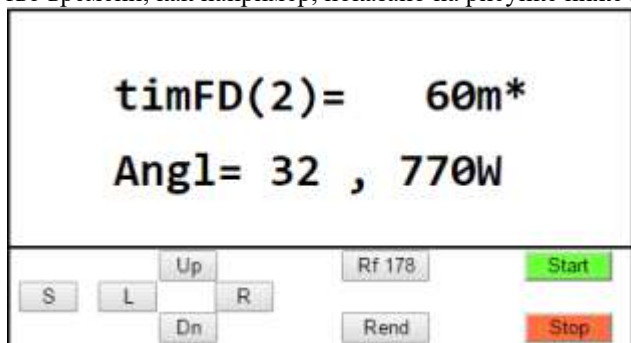 timFD(2)= 60m*
Angl= 32 , 770W
Up Rf 178 Start
S L R
Dn Rend Stop